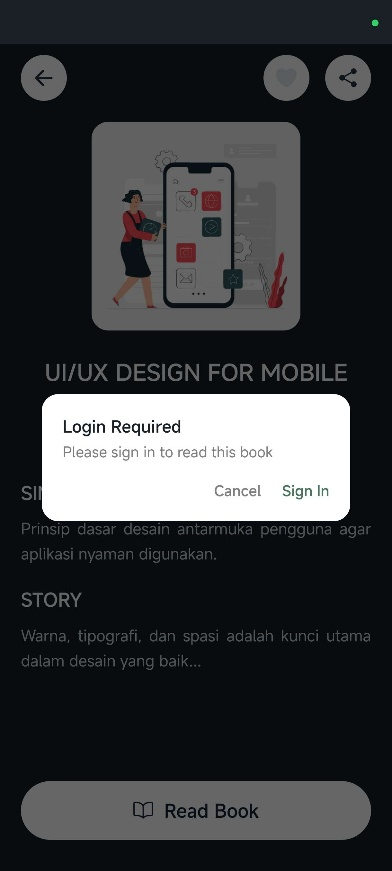 UI/UX DESIGN FOR MOBILE
Login Required
Please sign in to read this book
Cancel Sign In
Prinsip dasar desain antarmuka pengguna agar
aplikasi nyaman digunakan.
STORY
Warna, tipografi, dan spasi adalah kunci utama
dalam desain yang baik...
Read Book